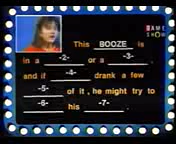 GAME
SHOW
This BOOZE is
in a -2- or a -3- .
and if -4- drank a few
-5- of it, he might try to
-6- his -7- .